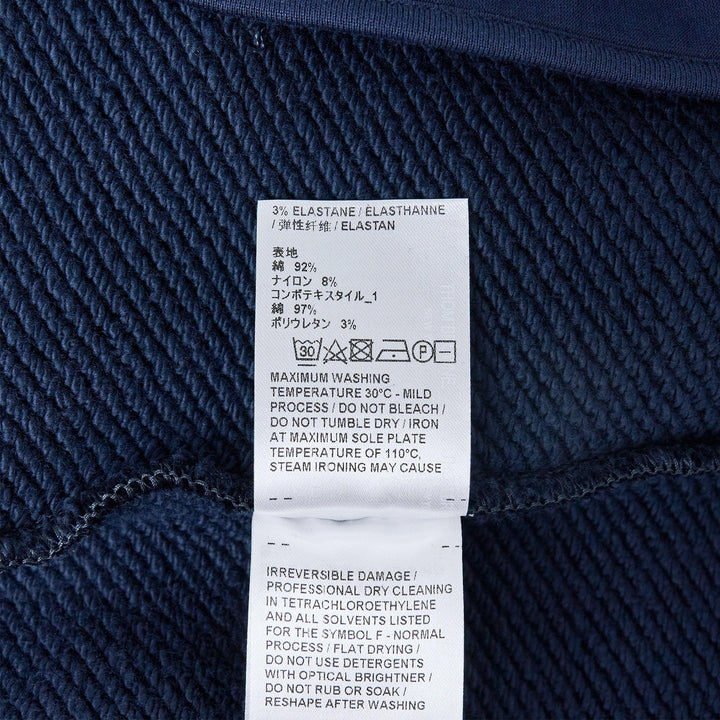 3% ELASTANE / ÉLASTHANNE
/ 弹性纤维 / ELASTAN
表地
綿 92%
ナイロン 8%
コンポテキスタイル_1
綿 97%
ポリウレタン 3%
30 P
MAXIMUM WASHING
TEMPERATURE 30°C - MILD
PROCESS / DO NOT BLEACH /
DO NOT TUMBLE DRY / IRON
AT MAXIMUM SOLE PLATE
TEMPERATURE OF 110°C,
STEAM IRONING MAY CAUSE
IRREVERSIBLE DAMAGE /
PROFESSIONAL DRY CLEANING
IN TETRACHLOROETHYLENE
AND ALL SOLVENTS LISTED
FOR THE SYMBOL F - NORMAL
PROCESS / FLAT DRYING /
DO NOT USE DETERGENTS
WITH OPTICAL BRIGHTNER /
DO NOT RUB OR SOAK /
RESHAPE AFTER WASHING